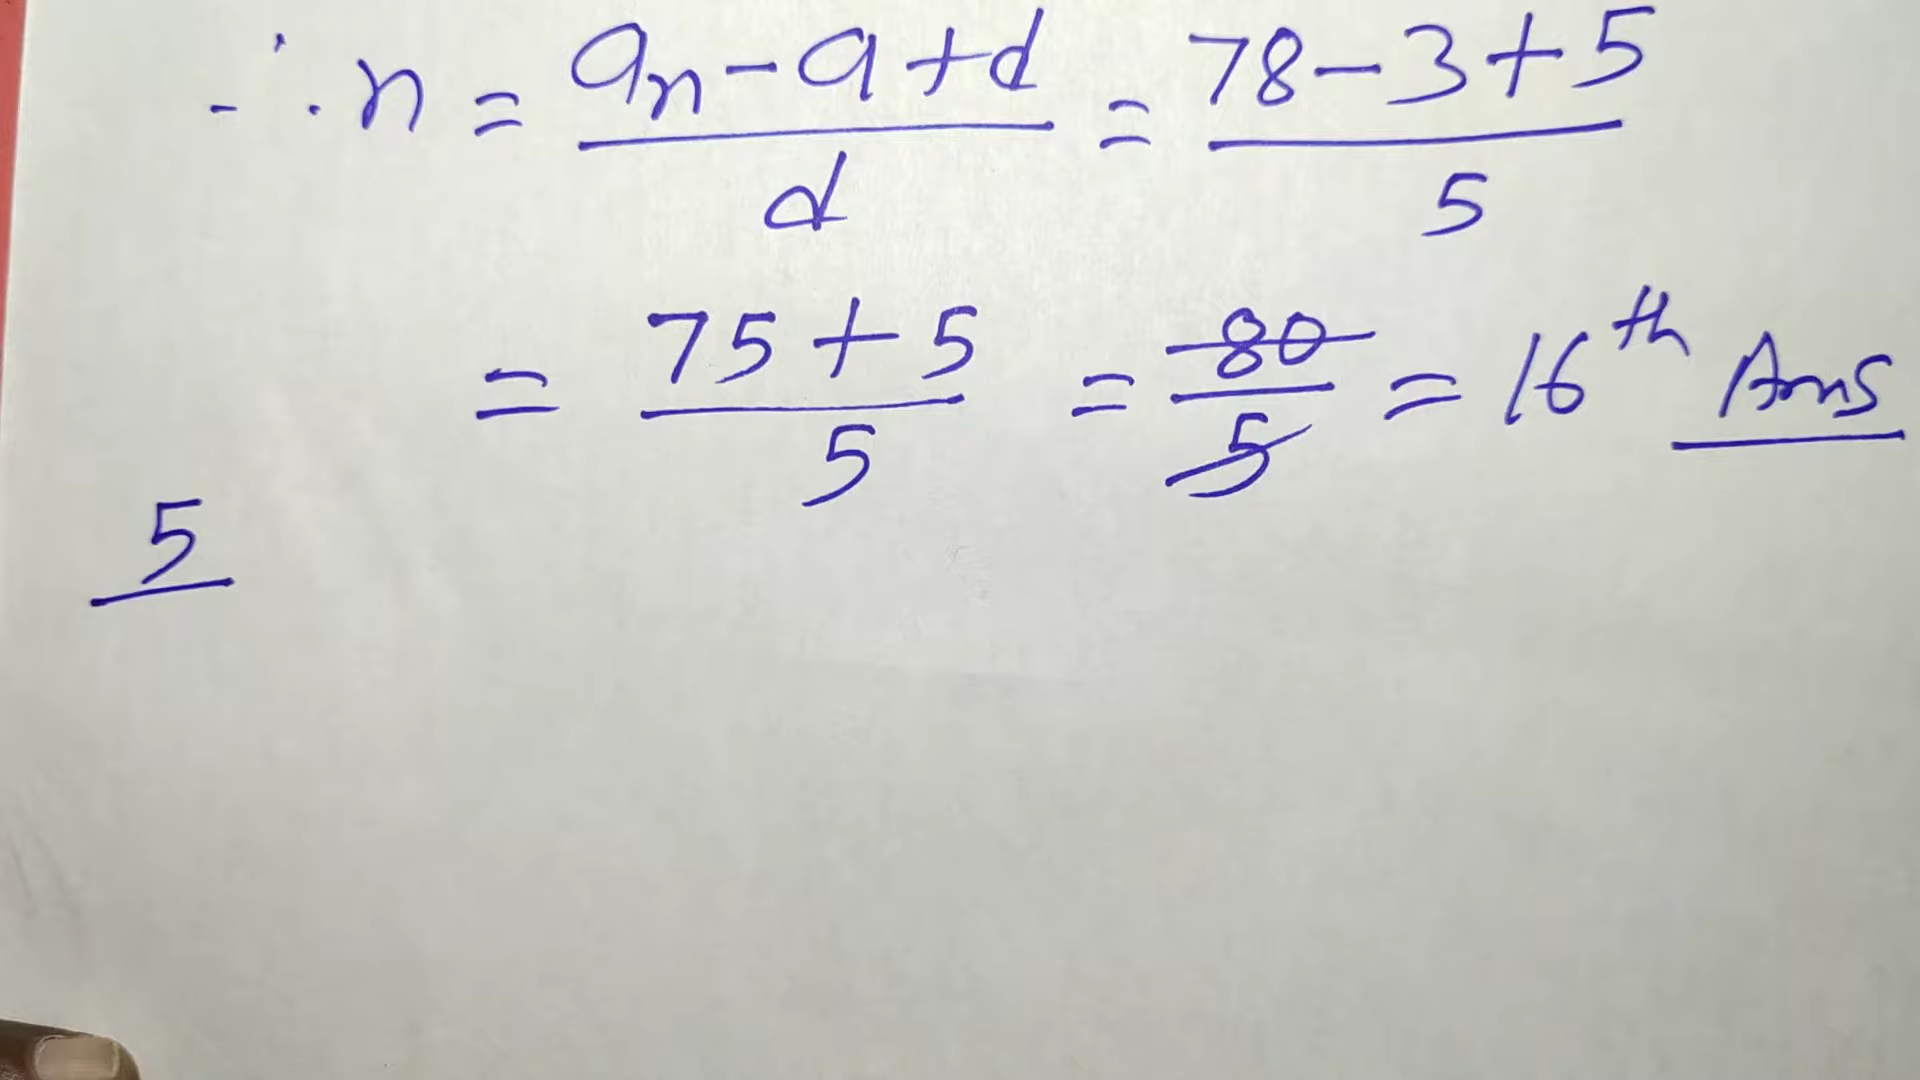 ∴ n = (aₙ - a + d)/d = (78 - 3 + 5)/5
= (75 + 5)/5 = 80/5 = 16th Ans
5